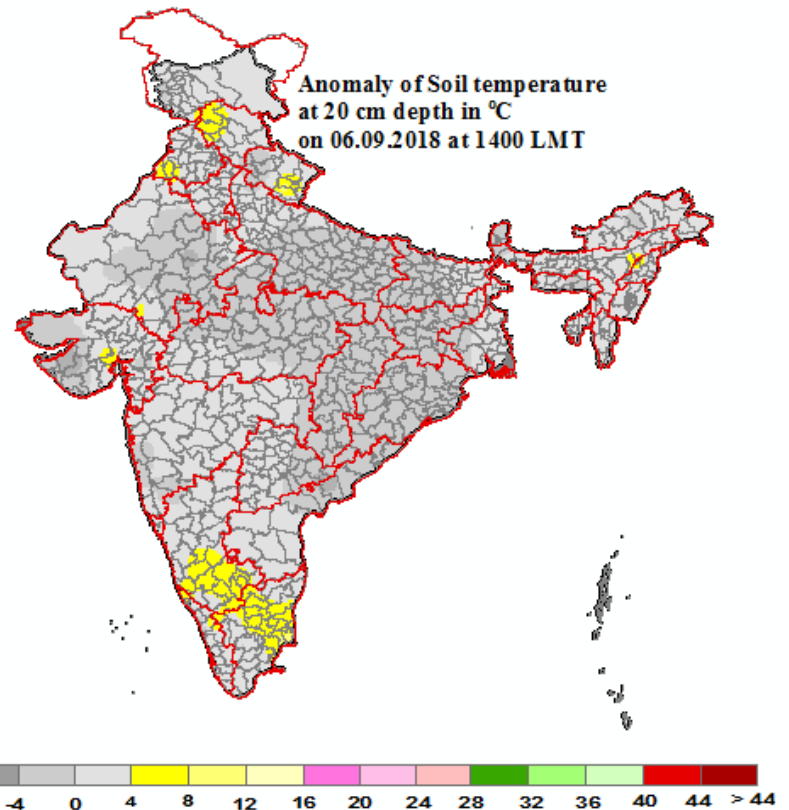 Anomaly of Soil temperature
at 20 cm depth in °C
on 06.09.2018 at 1400 LMT
-4 0 4 8 12 16 20 24 28 32 36 40 44 > 44